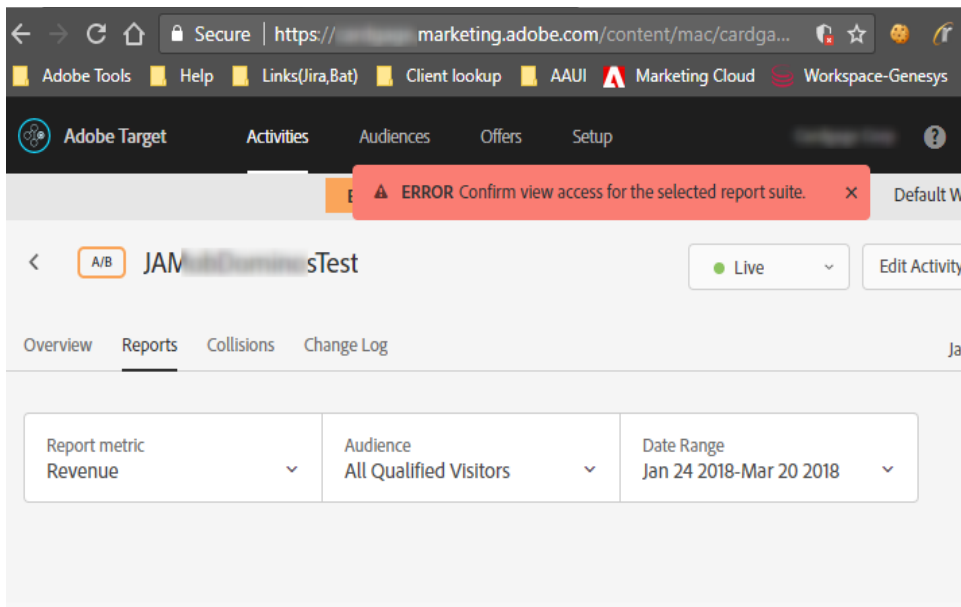 Secure | https:// marketing.adobe.com/content/mac/cardga...
Adobe Tools Help Links(Jira,Bat) Client lookup AAUI Marketing Cloud Workspace-Genesys
Adobe Target Activities Audiences Offers Setup
ERROR Confirm view access for the selected report suite. Default W
A/B JAM sTest Live Edit Activity
Overview Reports Collisions Change Log Ja
Report metric Audience Date Range
Revenue All Qualified Visitors Jan 24 2018-Mar 20 2018